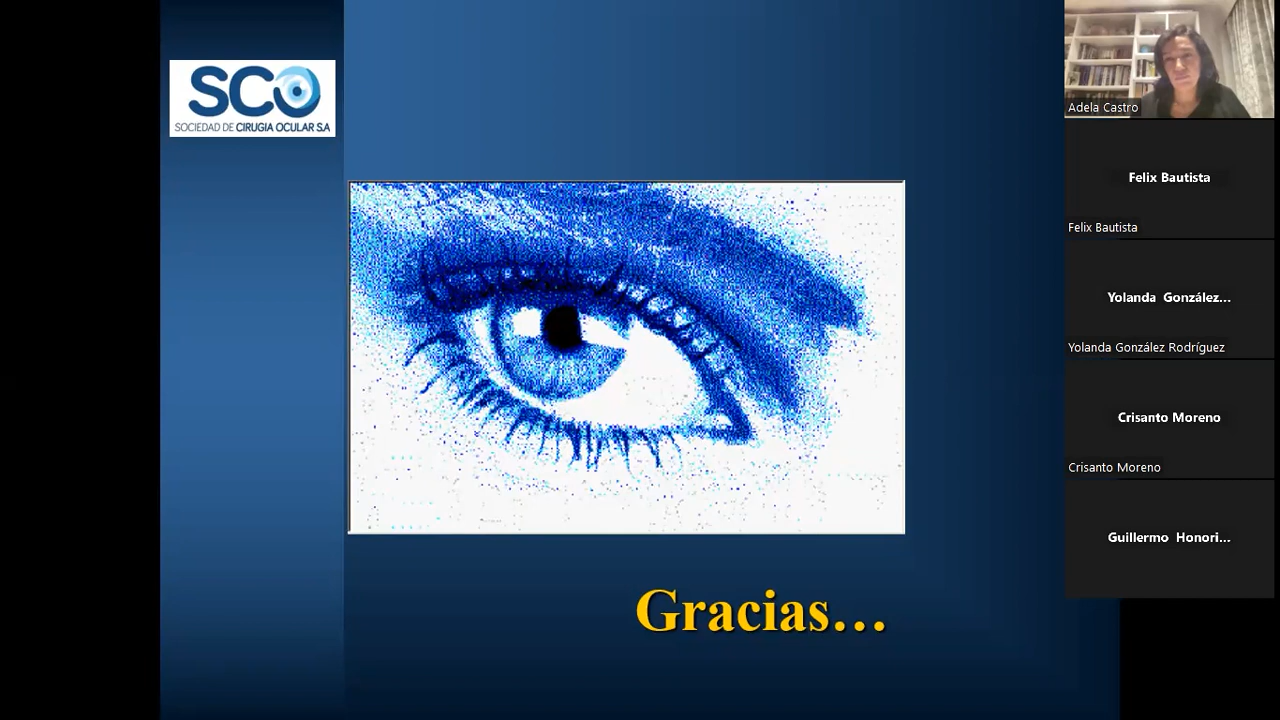 SCO
SOCIEDAD DE CIRUGIA OCULAR S.A
Gracias…
Adela Castro
Felix Bautista
Felix Bautista
Yolanda González...
Yolanda González Rodríguez
Crisanto Moreno
Crisanto Moreno
Guillermo Honori...